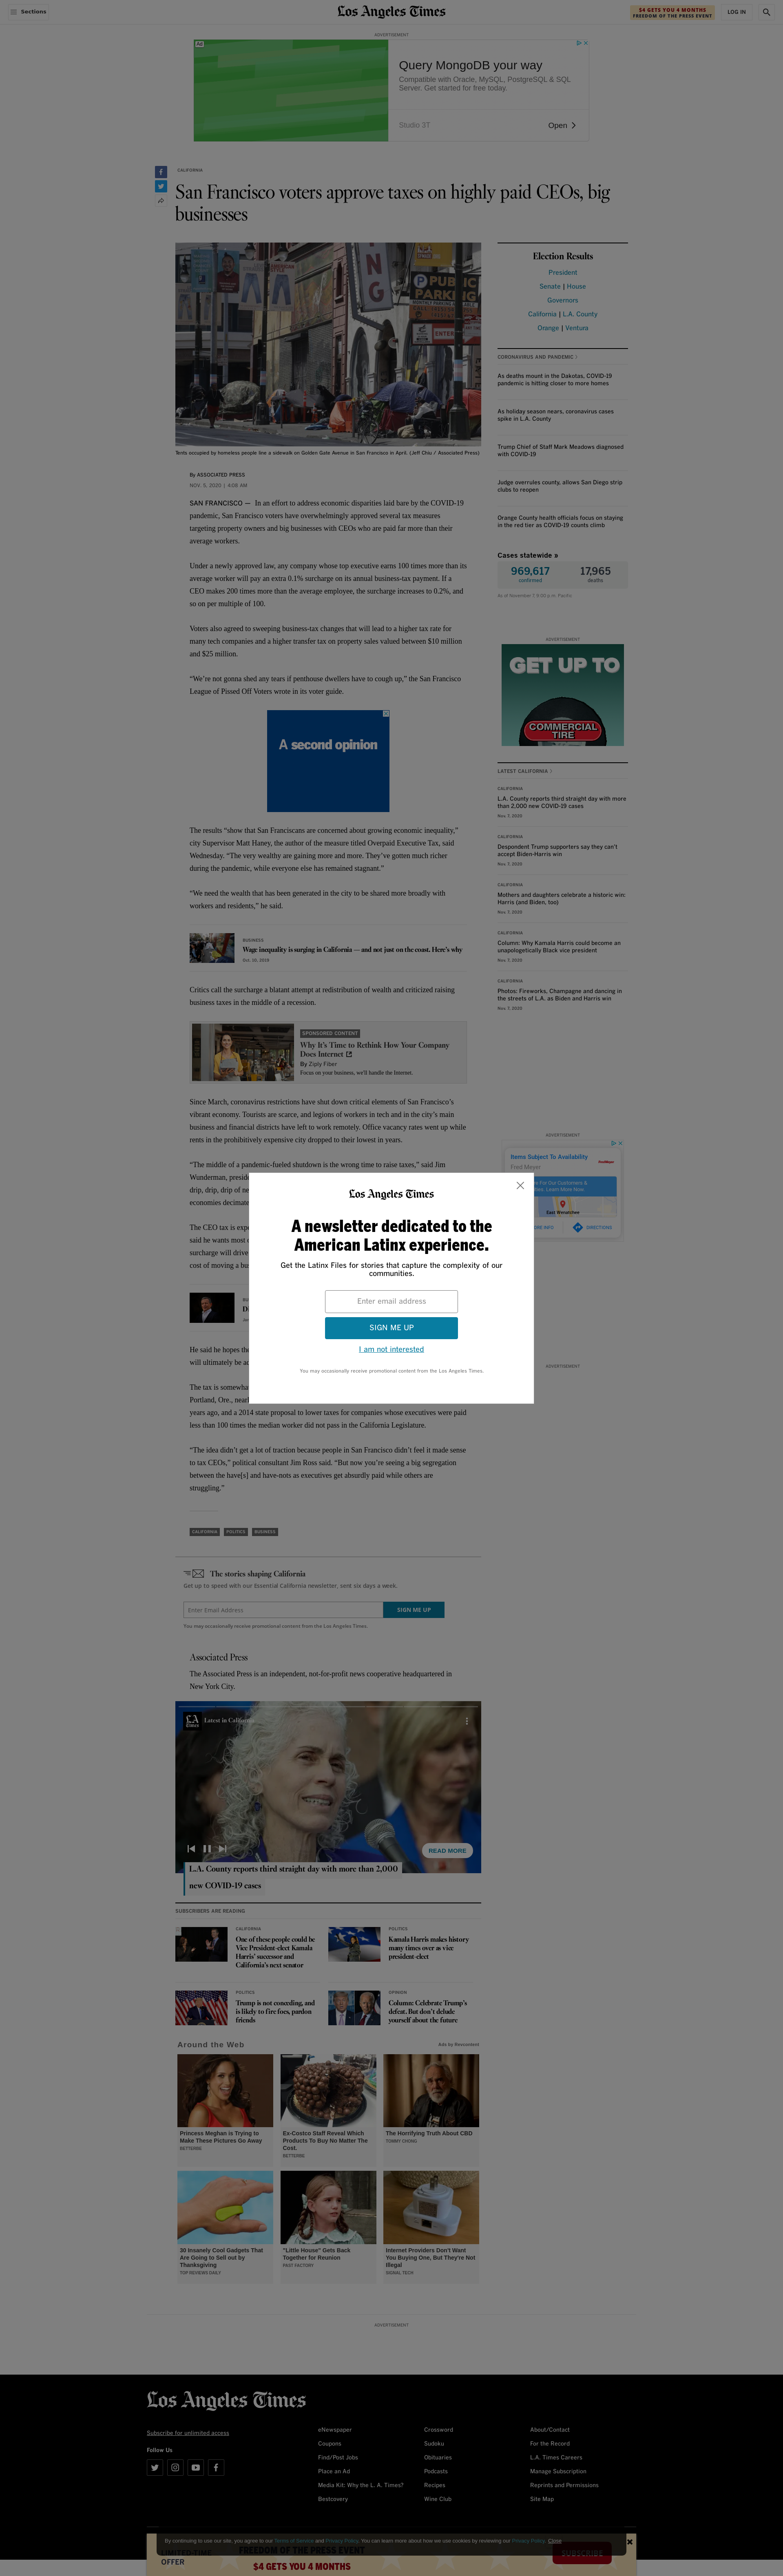 Sections
Los Angeles Times
$4 GETS YOU 4 MONTHS
FREEDOM OF THE PRESS EVENT
LOG IN
ADVERTISEMENT
Ad
Query MongoDB your way
Compatible with Oracle, MySQL, PostgreSQL & SQL
Server. Get started for free today.
Studio 3T
Open
CALIFORNIA
San Francisco voters approve taxes on highly paid CEOs, big
businesses
PUBLIC
PARKING
ENTER
Tents occupied by homeless people line a sidewalk on Golden Gate Avenue in San Francisco in April. (Jeff Chiu / Associated Press)
By ASSOCIATED PRESS
NOV. 5, 2020 | 4:08 AM
SAN FRANCISCO — In an effort to address economic disparities laid bare by the COVID-19
pandemic, San Francisco voters have overwhelmingly approved several tax measures
targeting property owners and big businesses with CEOs who are paid far more than their
average workers.
Under a newly approved law, any company whose top executive earns 100 times more than its
average worker will pay an extra 0.1% surcharge on its annual business-tax payment. If a
CEO makes 200 times more than the average employee, the surcharge increases to 0.2%, and
so on per multiple of 100.
Voters also agreed to sweeping business-tax changes that will lead to a higher tax rate for
many tech companies and a higher transfer tax on property sales valued between $10 million
and $25 million.
“We’re not gonna shed any tears if penthouse dwellers have to cough up,” the San Francisco
League of Pissed Off Voters wrote in its voter guide.
A second opinion
The results “show that San Franciscans are concerned about growing economic inequality,”
city Supervisor Matt Haney, the author of the measure titled Overpaid Executive Tax, said
Wednesday. “The very wealthy are gaining more and more. They’ve gotten much richer
during the pandemic, while everyone else has remained stagnant.”
“We need the wealth that has been generated in the city to be shared more broadly with
workers and residents,” he said.
BUSINESS
Wage inequality is surging in California — and not just on the coast. Here’s why
Oct. 10, 2019
Critics call the surcharge a blatant attempt at redistribution of wealth and criticized raising
business taxes in the middle of a recession.
SPONSORED CONTENT
Why It’s Time to Rethink How Your Company
Does Internet
By Ziply Fiber
Focus on your business, we'll handle the Internet.
Since March, coronavirus restrictions have shut down critical elements of San Francisco’s
vibrant economy. Tourists are scarce, and legions of workers in tech and in the city’s main
business and financial districts have left to work remotely. Office vacancy rates went up while
rents in the prohibitively expensive city dropped to their lowest in years.
“The middle of a pandemic-fueled shutdown is the wrong time to raise taxes,” said Jim
Wunderman, presid
drip, drip, drip of ne
economies decimate
The CEO tax is expe
said he wants most o
surcharge will drive
cost of moving a bu
He said he hopes the
will ultimately be ad
The tax is somewha
Portland, Ore., nearl
years ago, and a 2014 state proposal to lower taxes for companies whose executives were paid
less than 100 times the median worker did not pass in the California Legislature.
“The idea didn’t get a lot of traction because people in San Francisco didn’t feel it made sense
to tax CEOs,” political consultant Jim Ross said. “But now you’re seeing a big segregation
between the have[s] and have-nots as executives get absurdly paid while others are
struggling.”
CALIFORNIA
POLITICS
BUSINESS
The stories shaping California
Get up to speed with our Essential California newsletter, sent six days a week.
Enter Email Address
SIGN ME UP
You may occasionally receive promotional content from the Los Angeles Times.
Associated Press
The Associated Press is an independent, not-for-profit news cooperative headquartered in
New York City.
LA
Times
Latest in California
READ MORE
L.A. County reports third straight day with more than 2,000
new COVID-19 cases
SUBSCRIBERS ARE READING
CALIFORNIA
One of these people could be
Vice President-elect Kamala
Harris’ successor and
California’s next senator
POLITICS
Kamala Harris makes history
many times over as vice
president-elect
POLITICS
Trump is not conceding, and
is likely to fire foes, pardon
friends
OPINION
Column: Celebrate Trump’s
defeat. But don’t delude
yourself about the future
Around the Web
Ads by Revcontent
Princess Meghan is Trying to
Make These Pictures Go Away
BETTERBE
Ex-Costco Staff Reveal Which
Products To Buy No Matter The
Cost.
BETTERBE
The Horrifying Truth About CBD
TOMMY CHONG
30 Insanely Cool Gadgets That
Are Going to Sell out by
Thanksgiving
TOP REVIEWS DAILY
"Little House" Gets Back
Together for Reunion
PAST FACTORY
Internet Providers Don't Want
You Buying One, But They're Not
Illegal
SIGNAL TECH
Election Results
President
Senate | House
Governors
California | L.A. County
Orange | Ventura
CORONAVIRUS AND PANDEMIC
As deaths mount in the Dakotas, COVID-19
pandemic is hitting closer to more homes
As holiday season nears, coronavirus cases
spike in L.A. County
Trump Chief of Staff Mark Meadows diagnosed
with COVID-19
Judge overrules county, allows San Diego strip
clubs to reopen
Orange County health officials focus on staying
in the red tier as COVID-19 counts climb
Cases statewide »
969,617
confirmed
17,965
deaths
ADVERTISEMENT
GET UP TO
COMMERCIAL
TIRE
LATEST CALIFORNIA
CALIFORNIA
L.A. County reports third straight day with more
than 2,000 new COVID-19 cases
Nov. 7, 2020
CALIFORNIA
Despondent Trump supporters say they can’t
accept Biden-Harris win
Nov. 7, 2020
CALIFORNIA
Mothers and daughters celebrate a historic win:
Harris (and Biden, too)
Nov. 7, 2020
CALIFORNIA
Column: Why Kamala Harris could become an
unapologetically Black vice president
Nov. 7, 2020
CALIFORNIA
Photos: Fireworks, Champagne and dancing in
the streets of L.A. as Biden and Harris win
Nov. 7, 2020
ADVERTISEMENT
Items Subject To Availability
Fred Meyer
re For Our Customers &
tes. Learn More Now.
East Wenatchee
ORE INFO
DIRECTIONS
ADVERTISEMENT
Los Angeles Times
A newsletter dedicated to the
American Latinx experience.
Get the Latinx Files for stories that capture the complexity of our
communities.
Enter email address
SIGN ME UP
I am not interested
You may occasionally receive promotional content from the Los Angeles Times.
ADVERTISEMENT
Los Angeles Times
Subscribe for unlimited access
Follow Us
eNewspaper
Coupons
Find/Post Jobs
Place an Ad
Media Kit: Why the L. A. Times?
Bestcovery
Crossword
Sudoku
Obituaries
Podcasts
Recipes
Wine Club
About/Contact
For the Record
L.A. Times Careers
Manage Subscription
Reprints and Permissions
Site Map
By continuing to use our site, you agree to our Terms of Service and Privacy Policy. You can learn more about how we use cookies by reviewing our Privacy Policy. Close
LIMITED-TIME
OFFER
FREEDOM OF THE PRESS EVENT
$4 GETS YOU 4 MONTHS
SUBSCRIBE